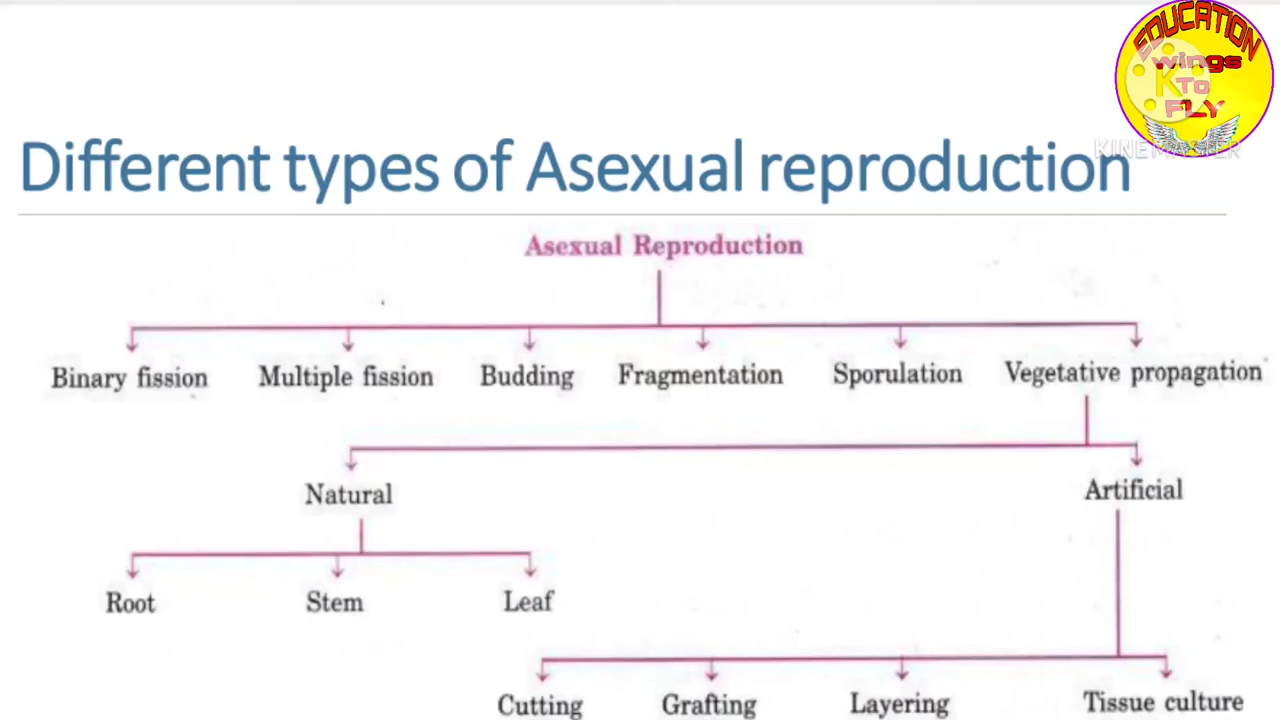 EDUCATION
wings
To
FLY
KINEMASTER
Different types of Asexual reproduction
Asexual Reproduction
Binary fission Multiple fission Budding Fragmentation Sporulation Vegetative propagation
Natural Artificial
Root Stem Leaf
Cutting Grafting Layering Tissue culture